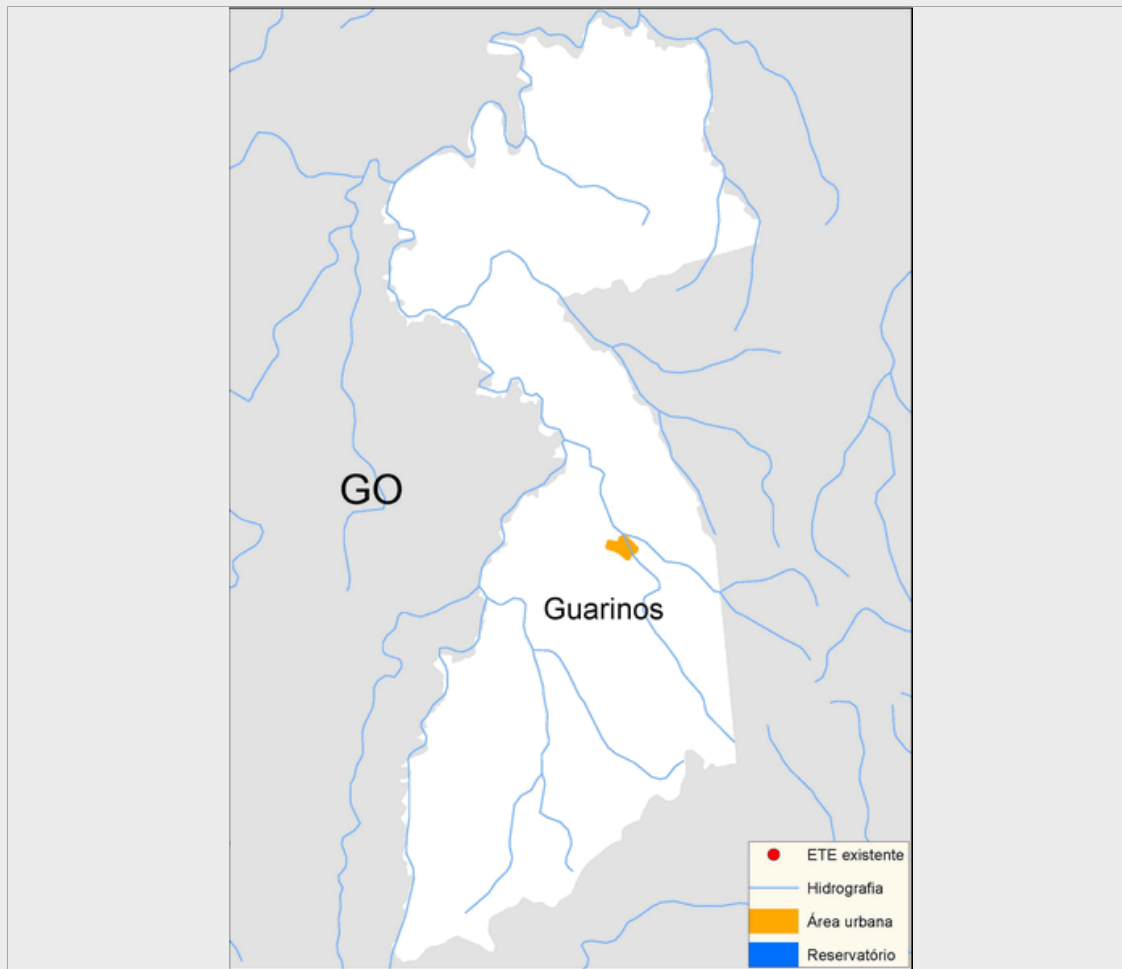 GO
Guarinos
ETE existente
Hidrografia
Área urbana
Reservatório